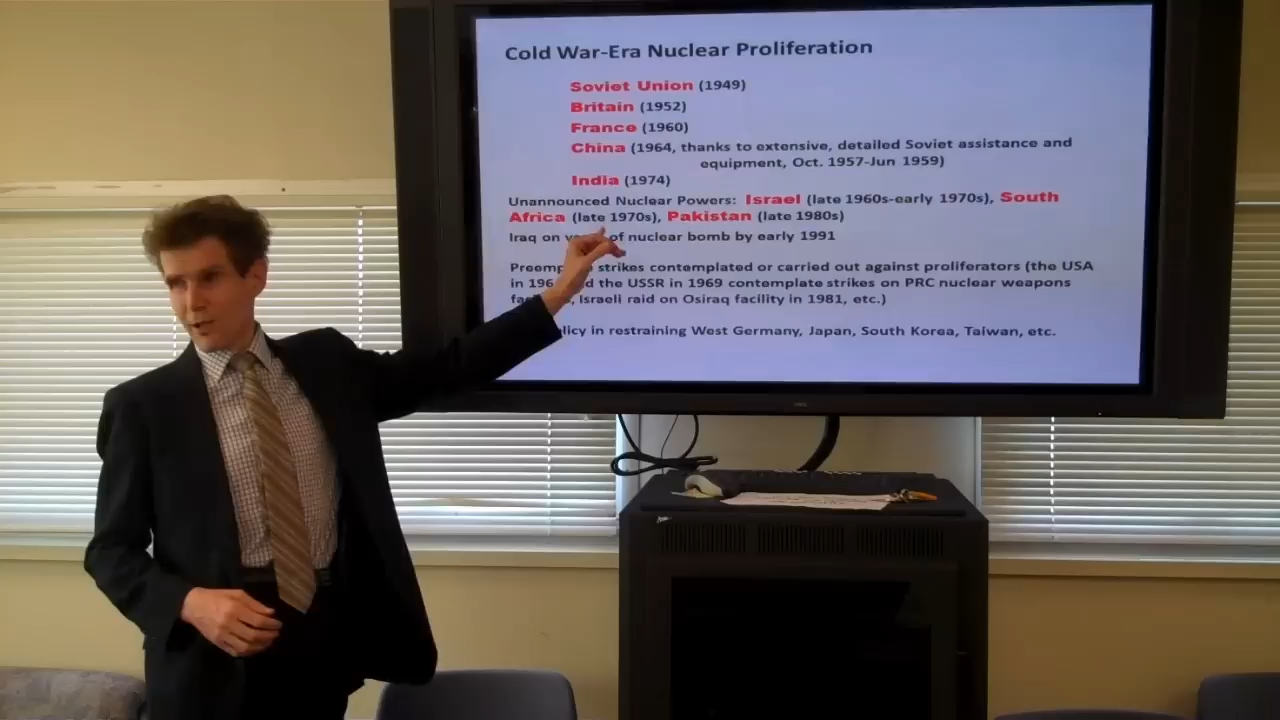 Cold War-Era Nuclear Proliferation
Soviet Union (1949)
Britain (1952)
France (1960)
China (1964, thanks to extensive, detailed Soviet assistance and
equipment, Oct. 1957-Jun 1959)
India (1974)
Unannounced Nuclear Powers: Israel (late 1960s-early 1970s), South
Africa (late 1970s), Pakistan (late 1980s)
Iraq on of nuclear bomb by early 1991
strikes contemplated or carried out against proliferators (the USA
in the USSR in 1969 contemplate strikes on PRC nuclear weapons
Israeli raid on Osiraq facility in 1981, etc.)
in restraining West Germany, Japan, South Korea, Taiwan, etc.